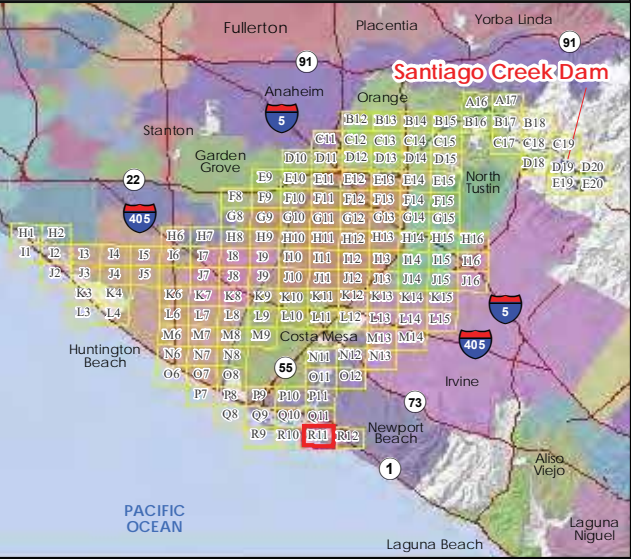 Fullerton
Placentia
Yorba Linda
91
91
Santiago Creek Dam
Anaheim
Orange
5
A16 A17
B12 B13 B14 B15 B16 B17 B18
Stanton
C11 C12 C13 C14 C15 C17 C18 C19
Garden
Grove
D10 D11 D12 D13 D14 D15 D18 D19 D20
North
Tustin
E9 E10 E11 E12 E13 E14 E15 E19 E20
22
F8 F9 F10 F11 F12 F13 F14 F15
405
G8 G9 G10 G11 G12 G13 G14 G15
H1 H2 H6 H7 H8 H9 H10 H11 H12 H13 H14 H15 H16
I1 I2 I3 I4 I5 I6 I7 I8 I9 I10 I11 I12 I13 I14 I15 I16
J2 J3 J4 J5 J7 J8 J9 J10 J11 J12 J13 J14 J15 J16
K3 K4 K6 K7 K8 K9 K10 K11 K12 K13 K14 K15
5
L3 L4 L6 L7 L8 L9 L10 L11 L12 L13 L14 L15
M6 M7 M8 M9 Costa Mesa M13 M14
405
Huntington
Beach
N6 N7 N8 N11 N12 N13
55
O6 O7 O8 O11 O12
Irvine
P7 P8 P9 P10 P11
73
Q8 Q9 Q10 Q11
R9 R10 R11 R12
Newport
Beach
1
Aliso
Viejo
PACIFIC
OCEAN
Laguna
Niguel
Laguna Beach